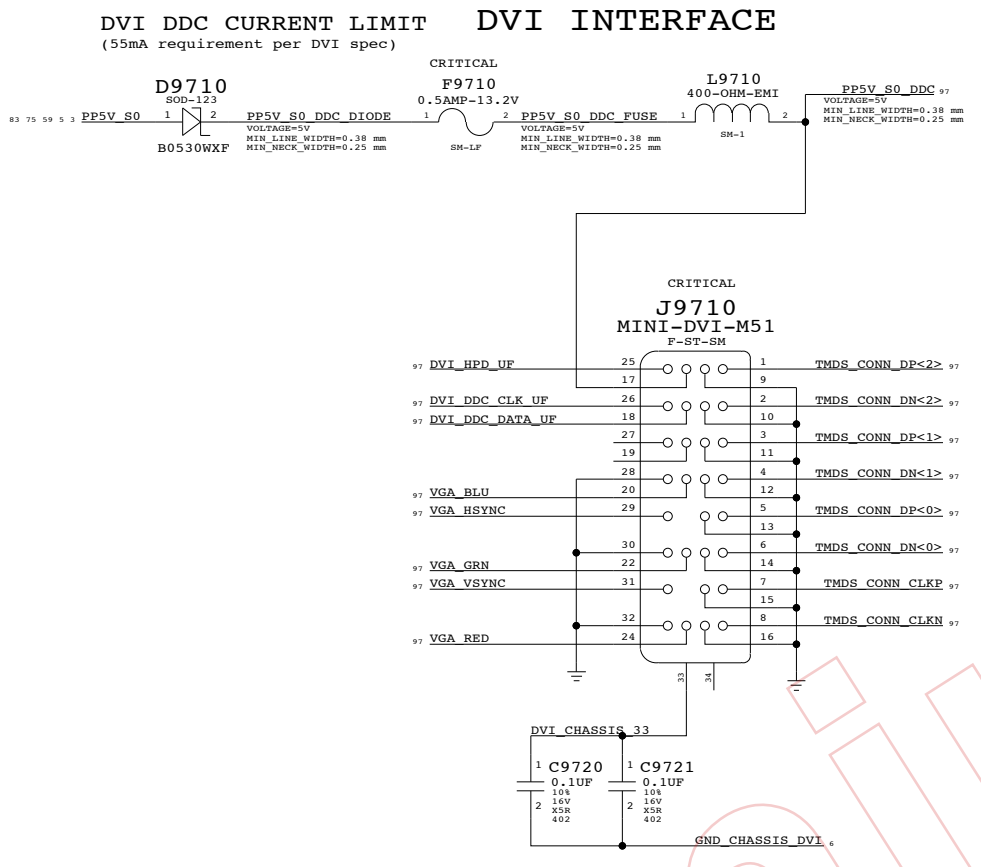 DVI DDC CURRENT LIMIT
DVI INTERFACE
(55mA requirement per DVI spec)
D9710
SOD-123
83 75 59 5 3 PP5V_S0
1 2
B0530WXF
PP5V_S0_DDC_DIODE
VOLTAGE=5V
MIN_LINE_WIDTH=0.38 mm
MIN_NECK_WIDTH=0.25 mm
CRITICAL
F9710
0.5AMP-13.2V
1 2
SM-LF
PP5V_S0_DDC_FUSE
VOLTAGE=5V
MIN_LINE_WIDTH=0.38 mm
MIN_NECK_WIDTH=0.25 mm
L9710
400-OHM-EMI
1 2
SM-1
PP5V_S0_DDC 97
VOLTAGE=5V
MIN_LINE_WIDTH=0.38 mm
MIN_NECK_WIDTH=0.25 mm
CRITICAL
J9710
MINI-DVI-M51
F-ST-SM
97 DVI_HPD_UF 25 1 TMDS_CONN_DP<2> 97
17 9
97 DVI_DDC_CLK_UF 26 2 TMDS_CONN_DN<2> 97
97 DVI_DDC_DATA_UF 18 10
27 3 TMDS_CONN_DP<1> 97
19 11
28 4 TMDS_CONN_DN<1> 97
97 VGA_BLU 20 12
97 VGA_HSYNC 29 5 TMDS_CONN_DP<0> 97
13
30 6 TMDS_CONN_DN<0> 97
97 VGA_GRN 22 14
97 VGA_VSYNC 31 7 TMDS_CONN_CLKP 97
15
32 8 TMDS_CONN_CLKN 97
97 VGA_RED 24 16
33 34
DVI_CHASSIS_33
1 C9720
0.1UF
10%
16V
2 X5R
402
1 C9721
0.1UF
10%
16V
2 X5R
402
GND_CHASSIS_DVI 6